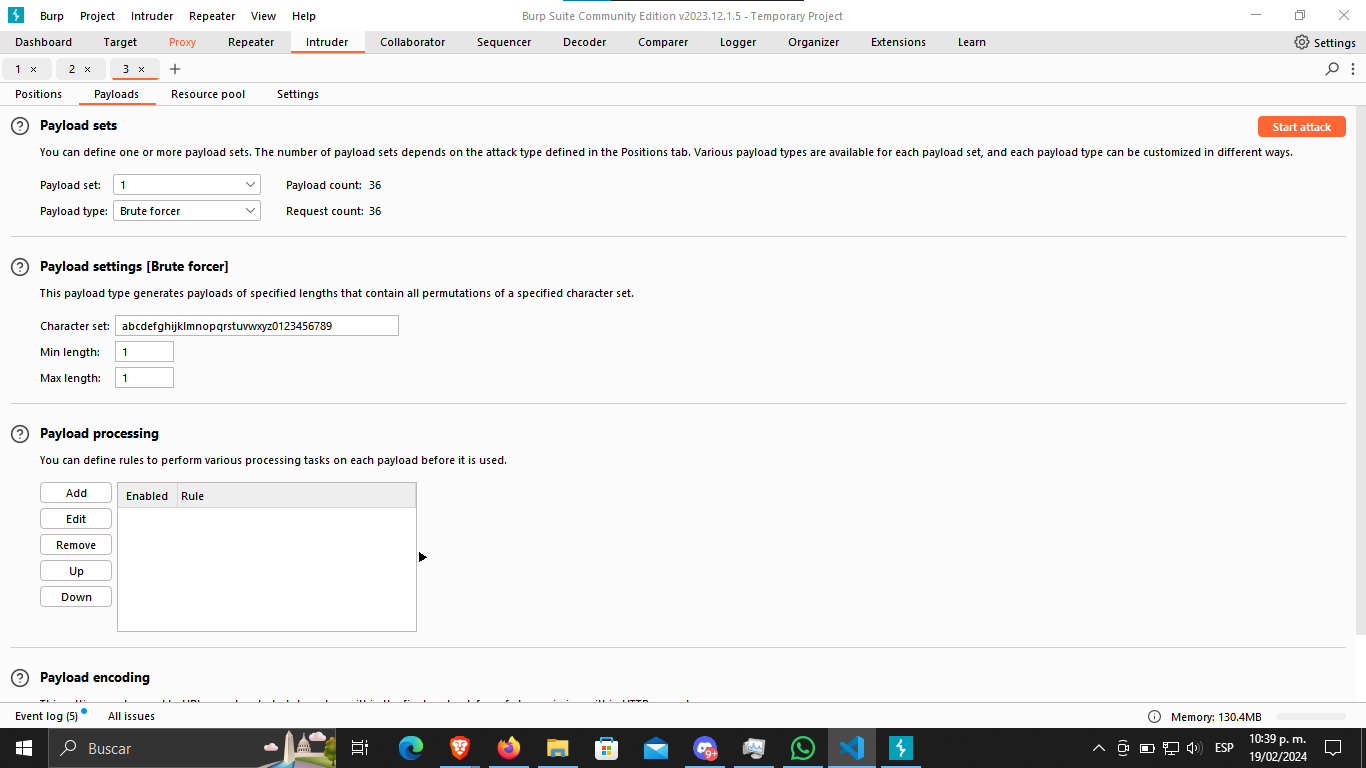 Burp Project Intruder Repeater View Help Burp Suite Community Edition v2023.12.1.5 - Temporary Project
Dashboard Target Proxy Repeater Intruder Collaborator Sequencer Decoder Comparer Logger Organizer Extensions Learn Settings
1 × 2 × 3 × +
Positions Payloads Resource pool Settings
? Payload sets Start attack
You can define one or more payload sets. The number of payload sets depends on the attack type defined in the Positions tab. Various payload types are available for each payload set, and each payload type can be customized in different ways.
Payload set: 1 Payload count: 36
Payload type: Brute forcer Request count: 36
? Payload settings [Brute forcer]
This payload type generates payloads of specified lengths that contain all permutations of a specified character set.
Character set: abcdefghijklmnopqrstuvwxyz0123456789
Min length: 1
Max length: 1
? Payload processing
You can define rules to perform various processing tasks on each payload before it is used.
Add Enabled Rule
Edit
Remove
Up
Down
? Payload encoding
Event log (5) All issues Memory: 130.4MB
Buscar 9+ ESP 10:39 p. m.
19/02/2024